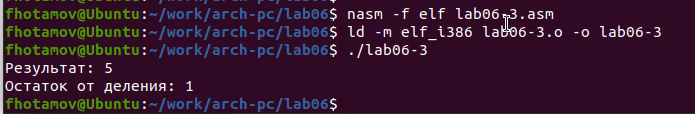 fhotamov@Ubuntu:~/work/arch-pc/lab06$ nasm -f elf lab06-3.asm
fhotamov@Ubuntu:~/work/arch-pc/lab06$ ld -m elf_i386 lab06-3.o -o lab06-3
fhotamov@Ubuntu:~/work/arch-pc/lab06$ ./lab06-3
Результат: 5
Остаток от деления: 1
fhotamov@Ubuntu:~/work/arch-pc/lab06$